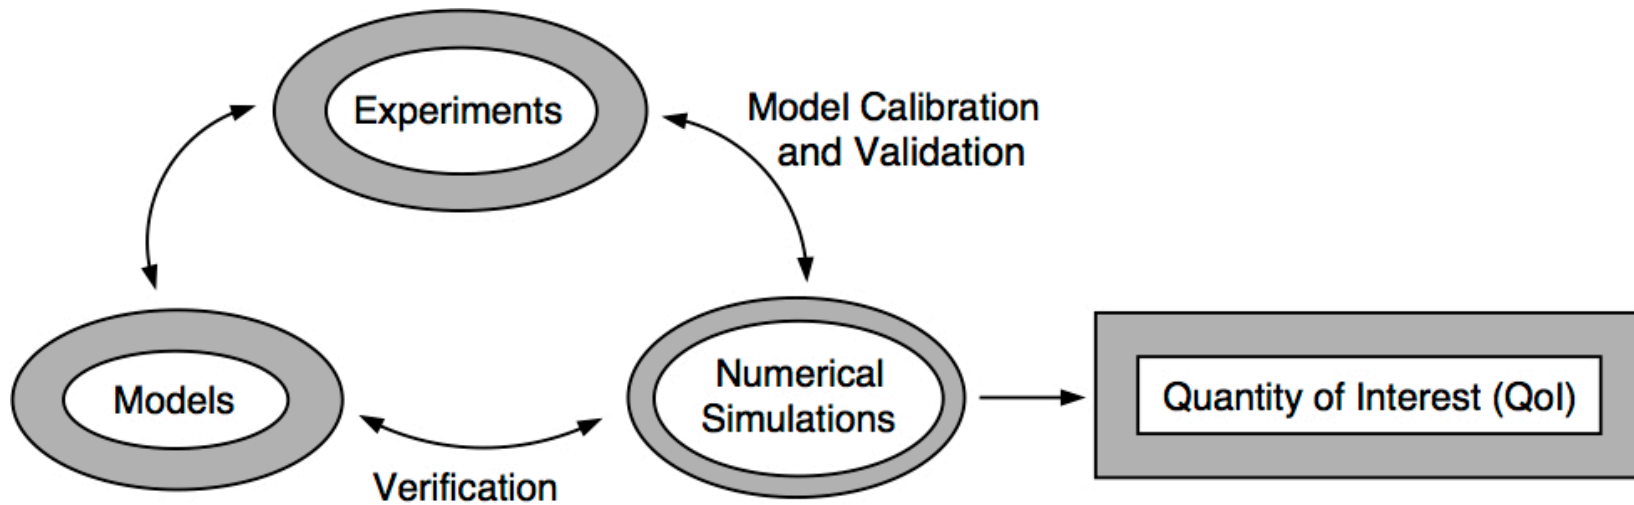 Experiments
Model Calibration
and Validation
Models
Verification
Numerical
Simulations
Quantity of Interest (QoI)